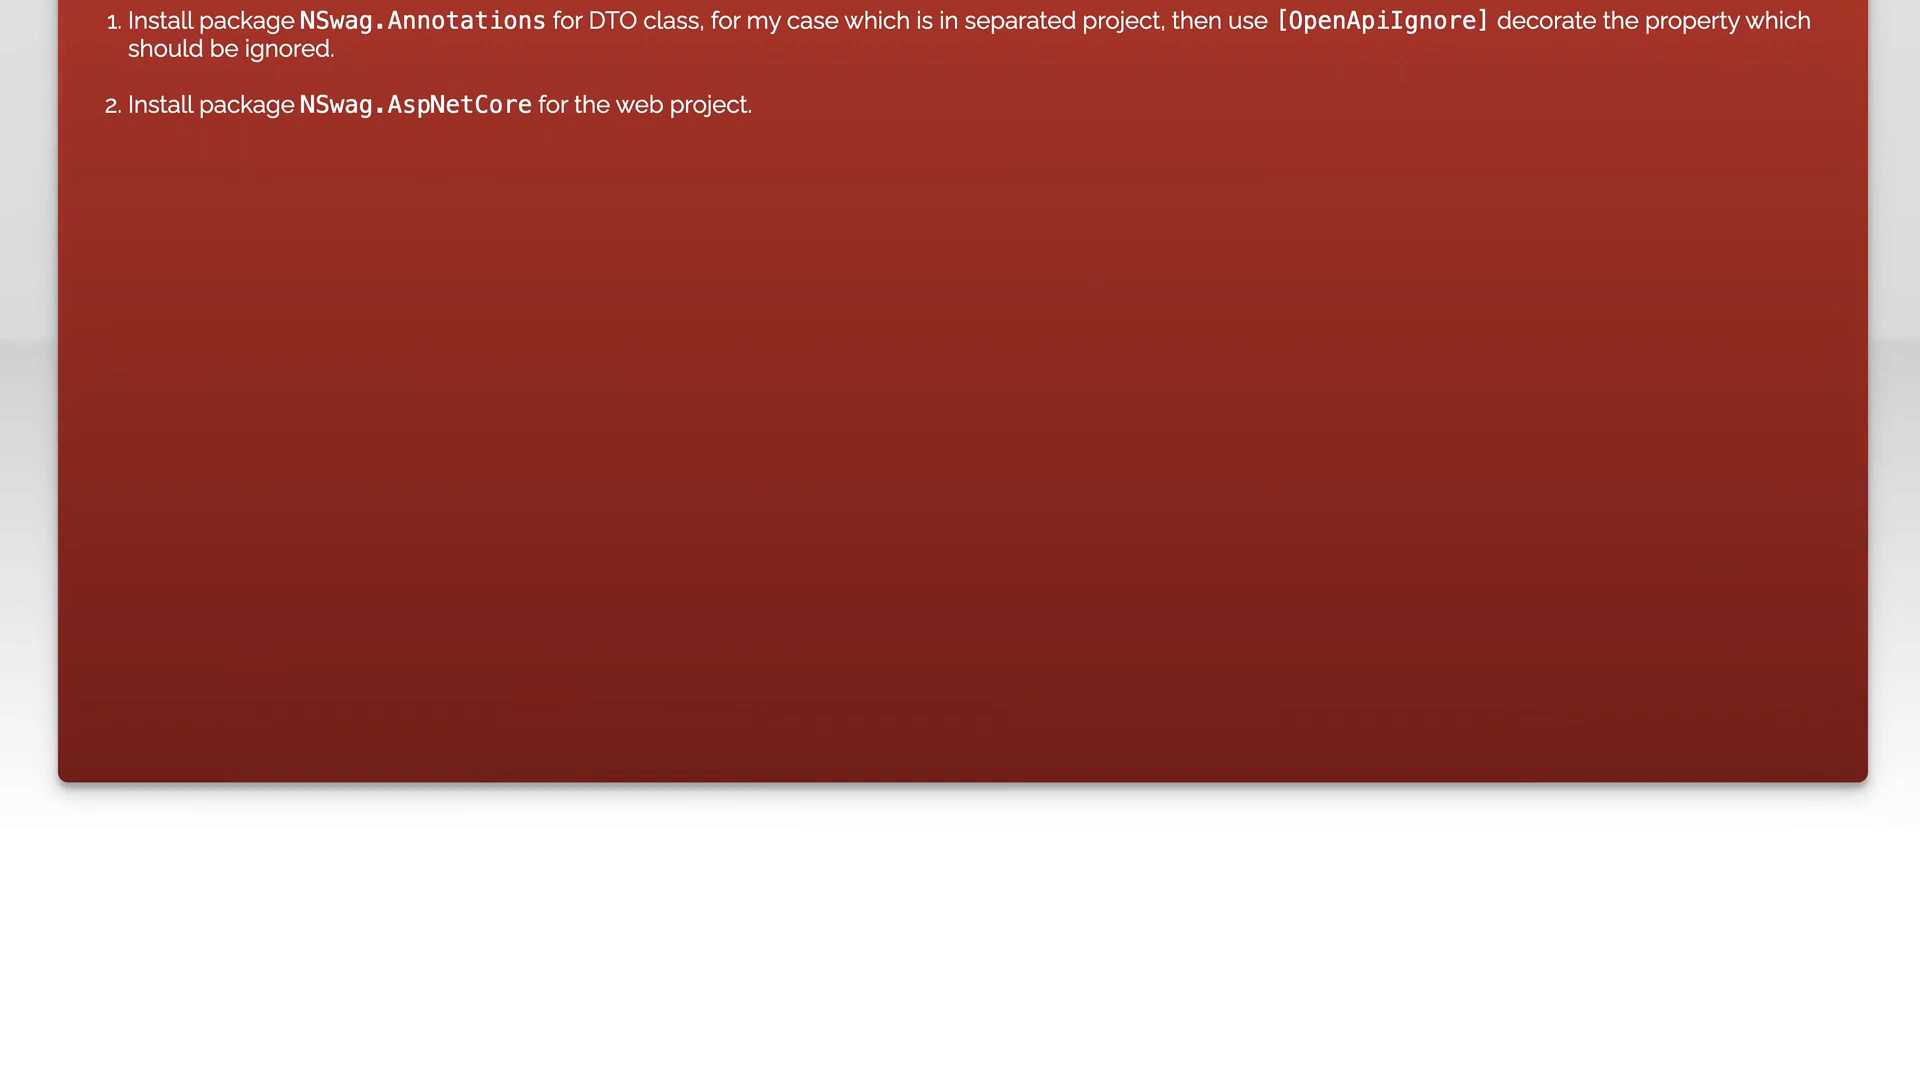 1. Install package NSwag.Annotations for DTO class, for my case which is in separated project, then use [OpenApiIgnore] decorate the property which
should be ignored.
2. Install package NSwag.AspNetCore for the web project.